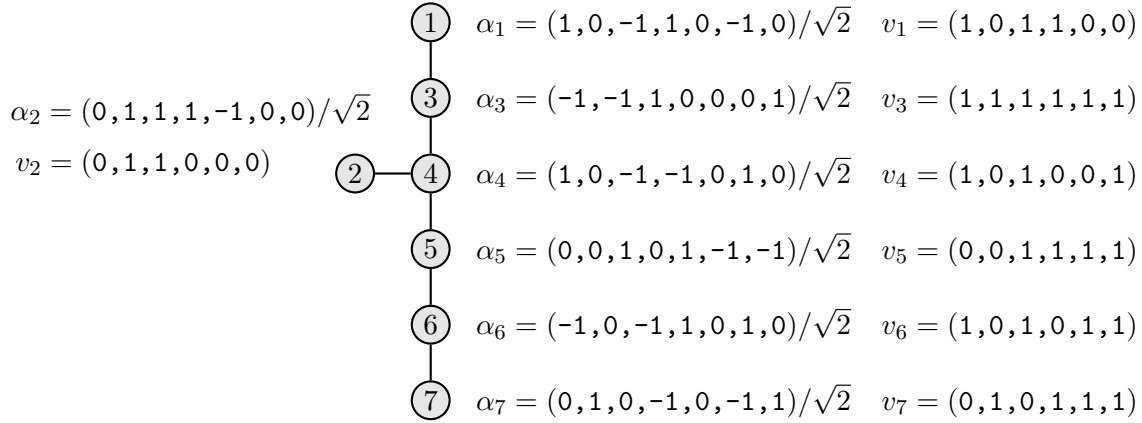 1 α₁ = (1,0,-1,1,0,-1,0)/√2 v₁ = (1,0,1,1,0,0)
α₂ = (0,1,1,1,-1,0,0)/√2
3 α₃ = (-1,-1,1,0,0,0,1)/√2 v₃ = (1,1,1,1,1,1)
v₂ = (0,1,1,0,0,0)
2 4 α₄ = (1,0,-1,-1,0,1,0)/√2 v₄ = (1,0,1,0,0,1)
5 α₅ = (0,0,1,0,1,-1,-1)/√2 v₅ = (0,0,1,1,1,1)
6 α₆ = (-1,0,-1,1,0,1,0)/√2 v₆ = (1,0,1,0,1,1)
7 α₇ = (0,1,0,-1,0,-1,1)/√2 v₇ = (0,1,0,1,1,1)